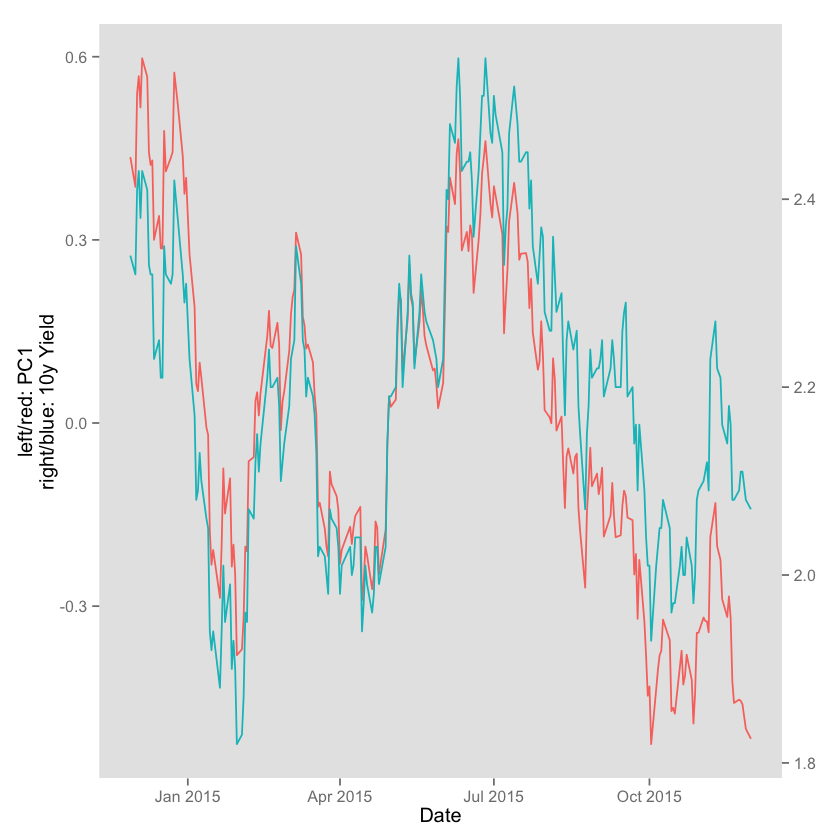 left/red: PC1
right/blue: 10y Yield
0.6
0.3
0.0
-0.3
2.4
2.2
2.0
1.8
Jan 2015
Apr 2015
Jul 2015
Oct 2015
Date